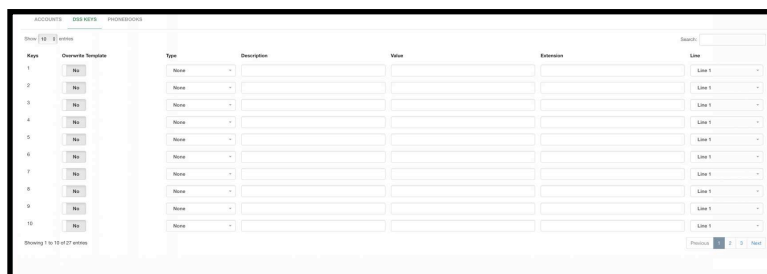 ACCOUNTS DSS KEYS PHONEBOOKS
Show 10 entries Search:
Keys Overwrite Template Type Description Value Extension Line
1 No None Line 1
2 No None Line 1
3 No None Line 1
4 No None Line 1
5 No None Line 1
6 No None Line 1
7 No None Line 1
8 No None Line 1
9 No None Line 1
10 No None Line 1
Showing 1 to 10 of 27 entries Previous 1 2 3 Next